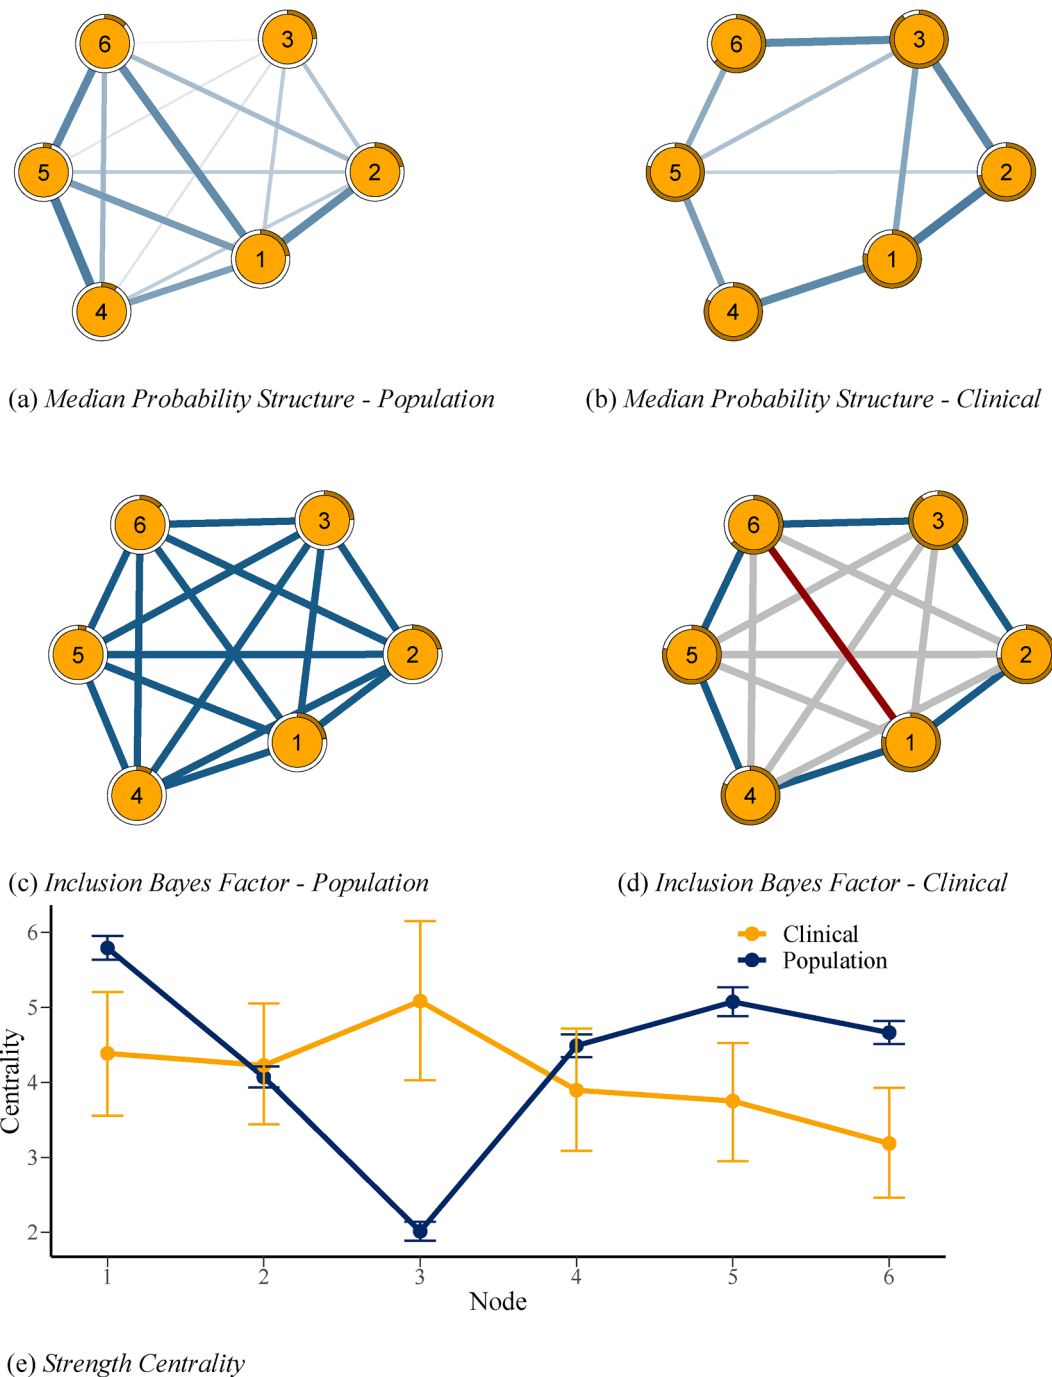 6
3
5
2
1
4
6
3
5
2
1
4
(a) Median Probability Structure - Population
(b) Median Probability Structure - Clinical
6
3
5
2
1
4
6
3
5
2
1
4
(c) Inclusion Bayes Factor - Population
(d) Inclusion Bayes Factor - Clinical
Clinical
Population
6
5
4
3
2
Centrality
1 2 3 4 5 6
Node
(e) Strength Centrality